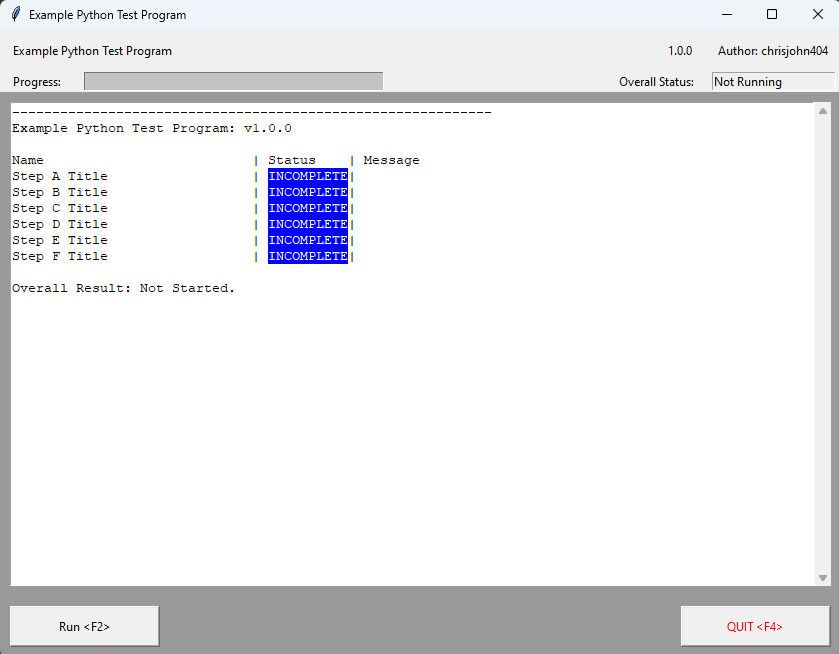 Example Python Test Program
Example Python Test Program 1.0.0 Author: chrisjohn404
Progress: Overall Status: Not Running
------------------------------------------------------------
Example Python Test Program: v1.0.0
Name | Status | Message
Step A Title | INCOMPLETE|
Step B Title | INCOMPLETE|
Step C Title | INCOMPLETE|
Step D Title | INCOMPLETE|
Step E Title | INCOMPLETE|
Step F Title | INCOMPLETE|
Overall Result: Not Started.
Run <F2> QUIT <F4>